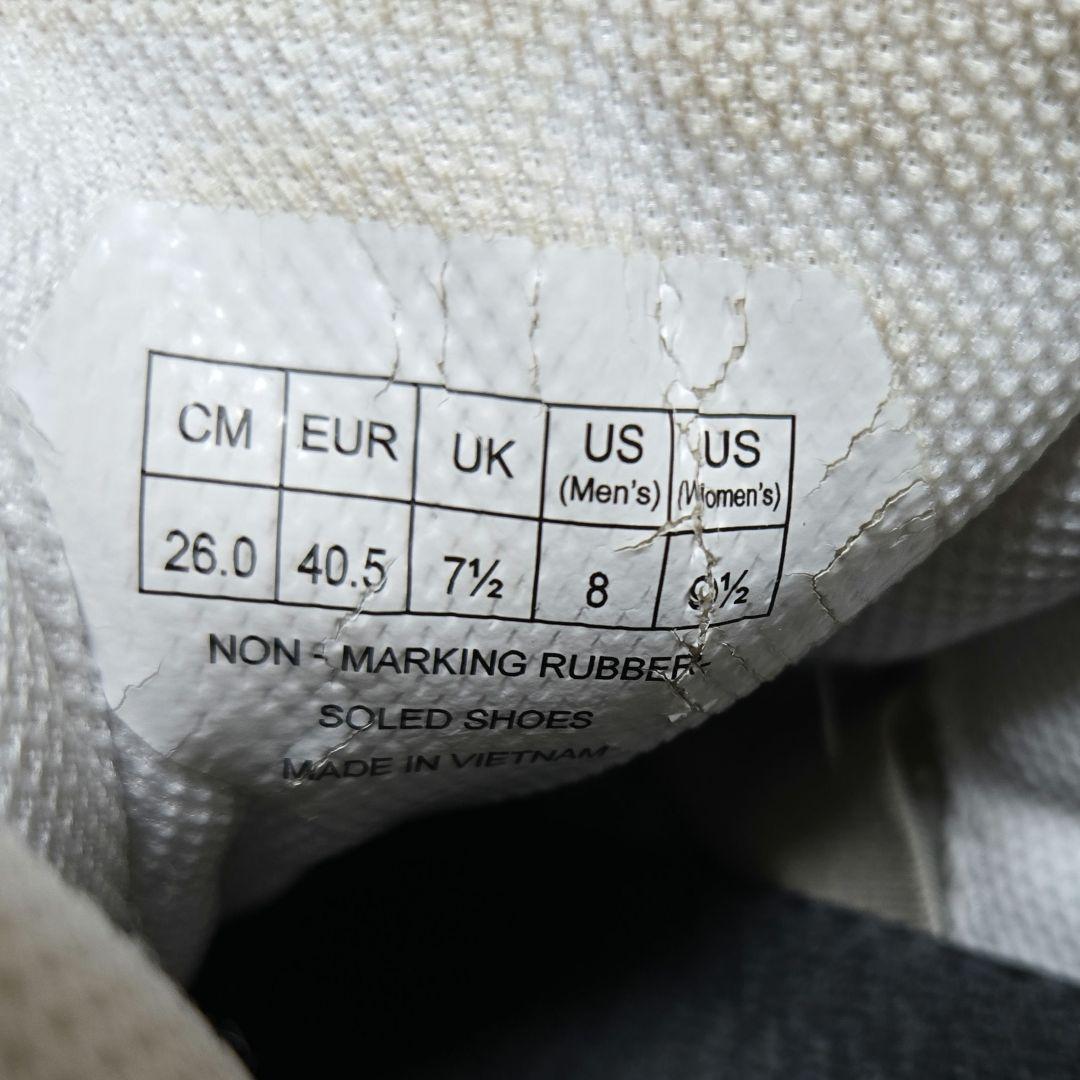 CM EUR UK US (Men's) US (Women's)
26.0 40.5 7½ 8 9½
NON - MARKING RUBBER-
SOLED SHOES
MADE IN VIETNAM